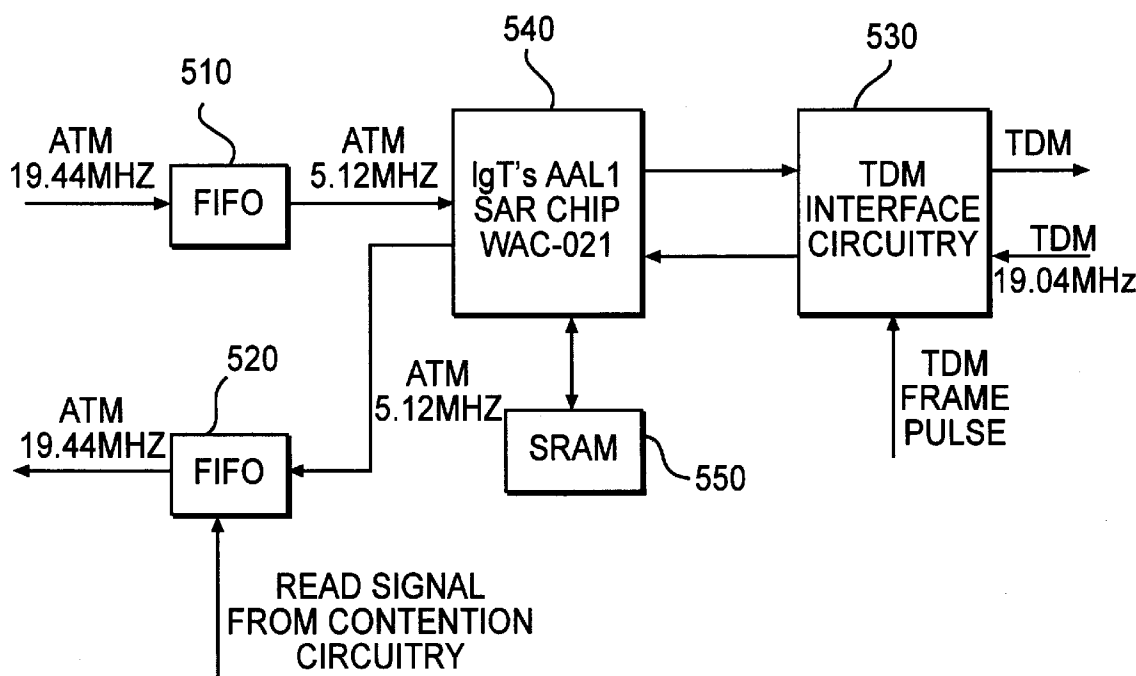 540
530
510
ATM
19.44MHZ
FIFO
ATM
5.12MHZ
IgT's AAL1
SAR CHIP
WAC-021
TDM
INTERFACE
CIRCUITRY
TDM
TDM
19.04MHz
520
ATM
19.44MHZ
FIFO
ATM
5.12MHZ
SRAM
550
TDM
FRAME
PULSE
READ SIGNAL
FROM CONTENTION
CIRCUITRY